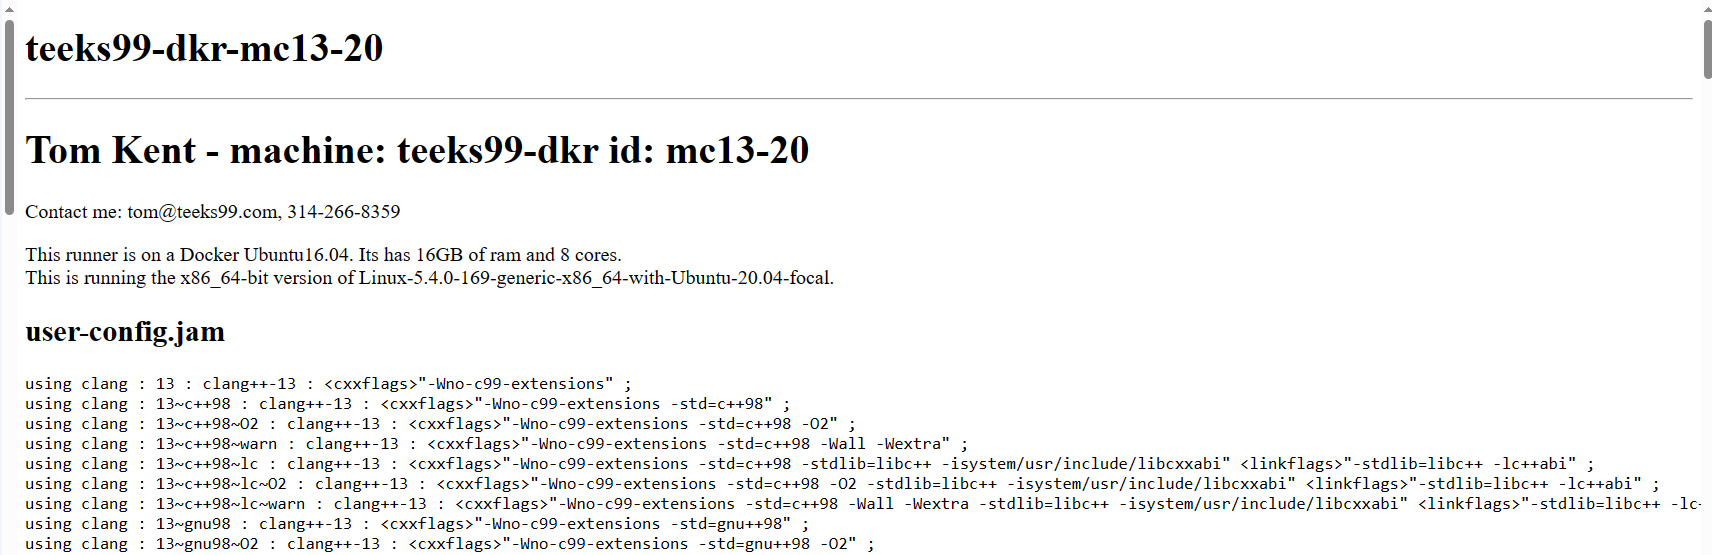 teeks99-dkr-mc13-20
Tom Kent - machine: teeks99-dkr id: mc13-20
Contact me: tom@teeks99.com, 314-266-8359
This runner is on a Docker Ubuntu16.04. Its has 16GB of ram and 8 cores.
This is running the x86_64-bit version of Linux-5.4.0-169-generic-x86_64-with-Ubuntu-20.04-focal.
user-config.jam
using clang : 13 : clang++-13 : <cxxflags>"-Wno-c99-extensions" ;
using clang : 13~c++98 : clang++-13 : <cxxflags>"-Wno-c99-extensions -std=c++98" ;
using clang : 13~c++98~O2 : clang++-13 : <cxxflags>"-Wno-c99-extensions -std=c++98 -O2" ;
using clang : 13~c++98~warn : clang++-13 : <cxxflags>"-Wno-c99-extensions -std=c++98 -Wall -Wextra" ;
using clang : 13~c++98~lc : clang++-13 : <cxxflags>"-Wno-c99-extensions -std=c++98 -stdlib=libc++ -isystem/usr/include/libcxxabi" <linkflags>"-stdlib=libc++ -lc++abi" ;
using clang : 13~c++98~lc~O2 : clang++-13 : <cxxflags>"-Wno-c99-extensions -std=c++98 -O2 -stdlib=libc++ -isystem/usr/include/libcxxabi" <linkflags>"-stdlib=libc++ -lc++abi" ;
using clang : 13~c++98~lc~warn : clang++-13 : <cxxflags>"-Wno-c99-extensions -std=c++98 -Wall -Wextra -stdlib=libc++ -isystem/usr/include/libcxxabi" <linkflags>"-stdlib=libc++ -lc-
using clang : 13~gnu98 : clang++-13 : <cxxflags>"-Wno-c99-extensions -std=gnu++98" ;
using clang : 13~gnu98~O2 : clang++-13 : <cxxflags>"-Wno-c99-extensions -std=gnu++98 -O2" ;